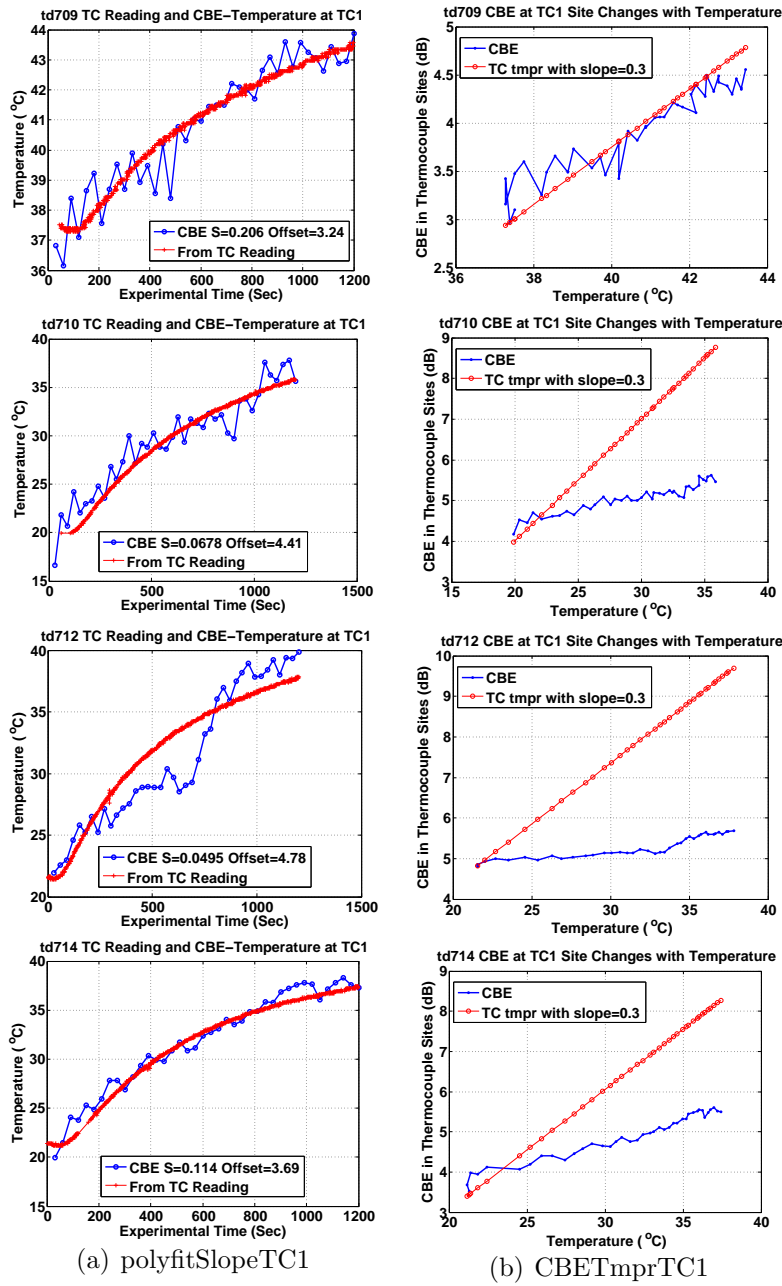 td709 TC Reading and CBE−Temperature at TC1
44
43
42
41
40
39
38
37
36
Temperature ( °C)
CBE S=0.206 Offset=3.24
From TC Reading
0 200 400 600 800 1000 1200
Experimental Time (Sec)
td709 CBE at TC1 Site Changes with Temperature
5
4.5
4
3.5
3
2.5
CBE in Thermocouple Sites (dB)
CBE
TC tmpr with slope=0.3
36 38 40 42 44
Temperature ( °C)
td710 TC Reading and CBE−Temperature at TC1
40
35
30
25
20
15
Temperature ( °C)
CBE S=0.0678 Offset=4.41
From TC Reading
0 500 1000 1500
Experimental Time (Sec)
td710 CBE at TC1 Site Changes with Temperature
9
8
7
6
5
4
3
CBE in Thermocouple Sites (dB)
CBE
TC tmpr with slope=0.3
15 20 25 30 35 40
Temperature ( °C)
td712 TC Reading and CBE−Temperature at TC1
40
35
30
25
20
Temperature ( °C)
CBE S=0.0495 Offset=4.78
From TC Reading
0 500 1000 1500
Experimental Time (Sec)
td712 CBE at TC1 Site Changes with Temperature
10
9
8
7
6
5
4
CBE in Thermocouple Sites (dB)
CBE
TC tmpr with slope=0.3
20 25 30 35 40
Temperature ( °C)
td714 TC Reading and CBE−Temperature at TC1
40
35
30
25
20
15
Temperature ( °C)
CBE S=0.114 Offset=3.69
From TC Reading
0 200 400 600 800 1000 1200
Experimental Time (Sec)
td714 CBE at TC1 Site Changes with Temperature
9
8
7
6
5
4
3
CBE in Thermocouple Sites (dB)
CBE
TC tmpr with slope=0.3
20 25 30 35 40
Temperature ( °C)
(a) polyfitSlopeTC1
(b) CBETmprTC1